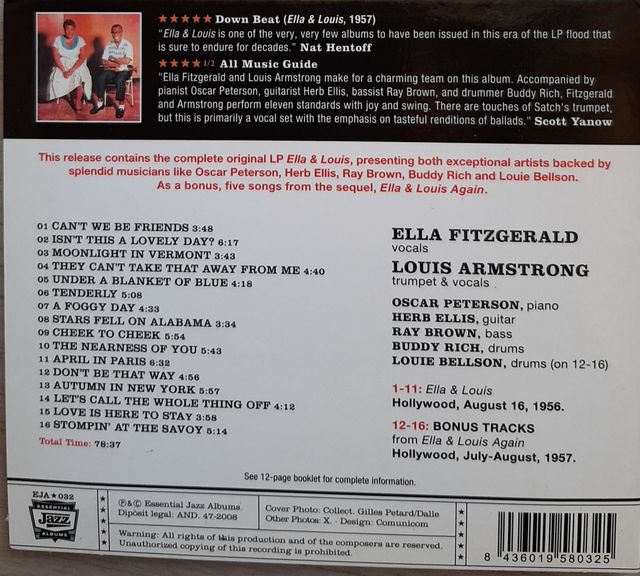 ★★★★★ Down Beat (Ella & Louis, 1957)
"Ella & Louis is one of the very, very few albums to have been issued in this era of the LP flood that
is sure to endure for decades." Nat Hentoff
★★★★1/2 All Music Guide
"Ella Fitzgerald and Louis Armstrong make for a charming team on this album. Accompanied by
pianist Oscar Peterson, guitarist Herb Ellis, bassist Ray Brown, and drummer Buddy Rich, Fitzgerald
and Armstrong perform eleven standards with joy and swing. There are touches of Satch's trumpet,
but this is primarily a vocal set with the emphasis on tasteful renditions of ballads." Scott Yanow
This release contains the complete original LP Ella & Louis, presenting both exceptional artists backed by
splendid musicians like Oscar Peterson, Herb Ellis, Ray Brown, Buddy Rich and Louie Bellson.
As a bonus, five songs from the sequel, Ella & Louis Again.
01 CAN'T WE BE FRIENDS 3:48
02 ISN'T THIS A LOVELY DAY? 6:17
03 MOONLIGHT IN VERMONT 3:43
04 THEY CAN'T TAKE THAT AWAY FROM ME 4:40
05 UNDER A BLANKET OF BLUE 4:18
06 TENDERLY 5:08
07 A FOGGY DAY 4:33
08 STARS FELL ON ALABAMA 3:34
09 CHEEK TO CHEEK 5:54
10 THE NEARNESS OF YOU 5:43
11 APRIL IN PARIS 6:32
12 DON'T BE THAT WAY 4:56
13 AUTUMN IN NEW YORK 5:57
14 LET'S CALL THE WHOLE THING OFF 4:12
15 LOVE IS HERE TO STAY 3:58
16 STOMPIN' AT THE SAVOY 5:14
Total Time: 78:37
ELLA FITZGERALD
vocals
LOUIS ARMSTRONG
trumpet & vocals
OSCAR PETERSON, piano
HERB ELLIS, guitar
RAY BROWN, bass
BUDDY RICH, drums
LOUIE BELLSON, drums (on 12-16)
1-11: Ella & Louis
Hollywood, August 16, 1956.
12-16: BONUS TRACKS
from Ella & Louis Again
Hollywood, July-August, 1957.
See 12-page booklet for complete information.
EJA★032
ESSENTIAL
Jazz
ALBUMS
℗&© Essential Jazz Albums.
Dipòsit legal: AND. 47-2008
Cover Photo: Collect. Gilles Petard/Dalle
Other Photos: X. · Design: Comunicom
Warning: All rights of this production and of the composers are reserved.
Unauthorized copying of this recording is prohibited.
8 436019 580325